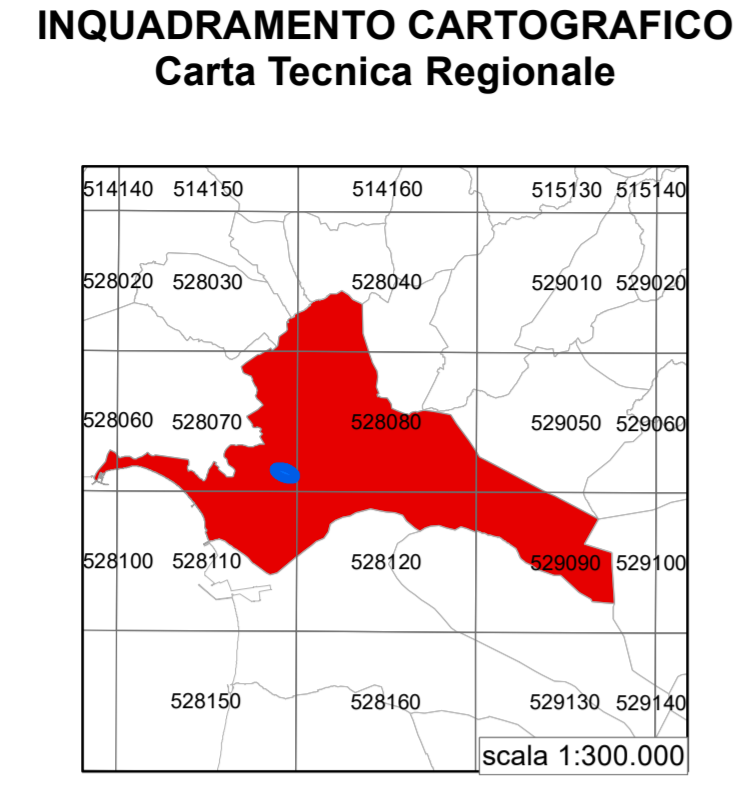 INQUADRAMENTO CARTOGRAFICO
Carta Tecnica Regionale
514140 514150 514160 515130 515140
528020 528030 528040 529010 529020
528060 528070 528080 529050 529060
528100 528110 528120 529090 529100
528150 528160 529130 529140
scala 1:300.000